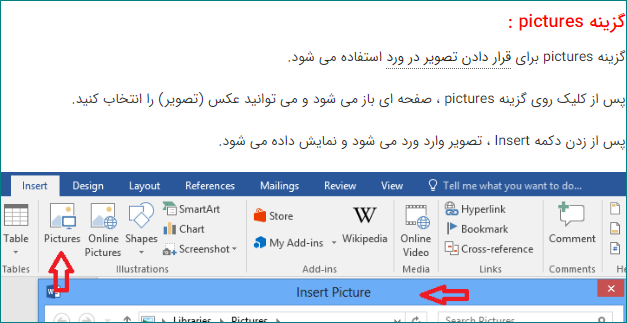 گزینه pictures :
گزینه pictures برای قرار دادن تصویر در ورد استفاده می شود.
پس از کلیک روی گزینه pictures ، صفحه ای باز می شود و می توانید عکس (تصویر) را انتخاب کنید.
پس از زدن دکمه Insert ، تصویر وارد ورد می شود و نمایش داده می شود.
Insert Design Layout References Mailings Review View Tell me what you want to do...
Table Pictures Online Pictures Shapes SmartArt Chart Screenshot Store My Add-ins Wikipedia Online Video Hyperlink Bookmark Cross-reference Comment
Tables Illustrations Add-ins Media Links Comments He
Insert Picture
Libraries Pictures Search Pictures